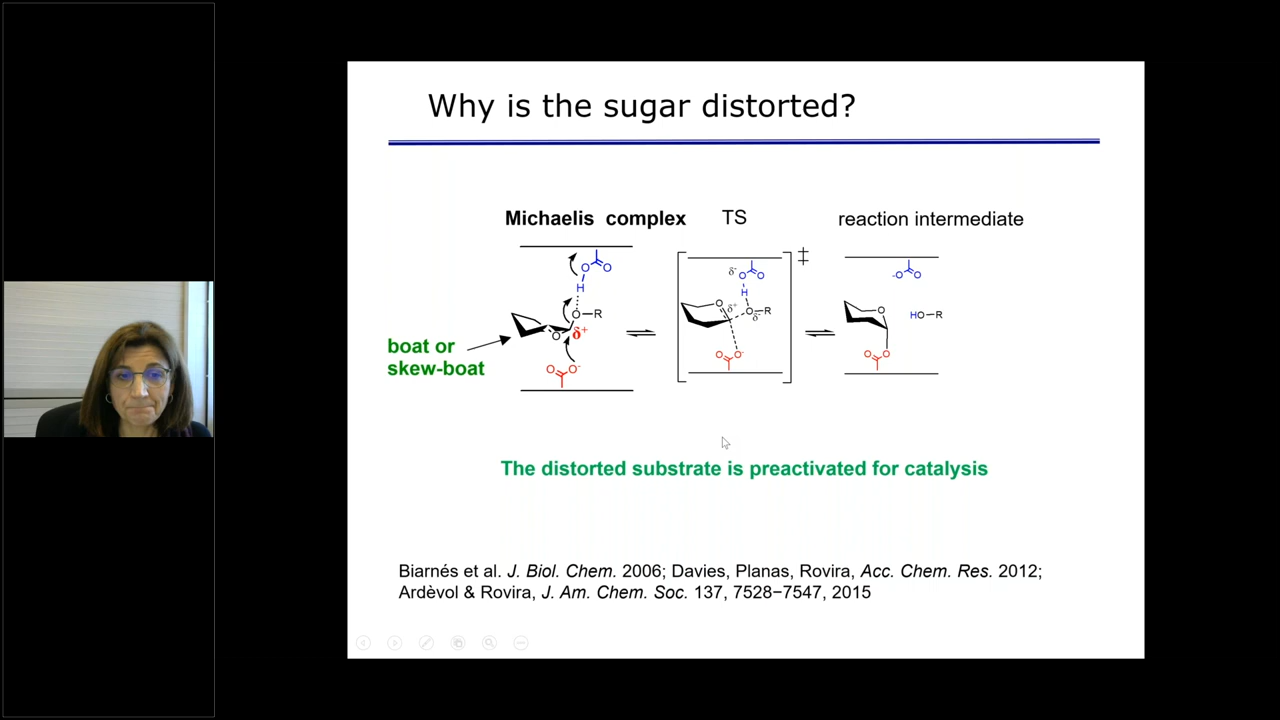 Why is the sugar distorted?
Michaelis complex
TS
reaction intermediate
O
O
H
O–R
O
δ+
O
O-
boat or
skew-boat
‡
δ-
O
O
H
O
δ+
O–R
δ-
O
O-
-O
O
O
HO–R
O
O
The distorted substrate is preactivated for catalysis
Biarnés et al. J. Biol. Chem. 2006; Davies, Planas, Rovira, Acc. Chem. Res. 2012;
Ardèvol & Rovira, J. Am. Chem. Soc. 137, 7528−7547, 2015